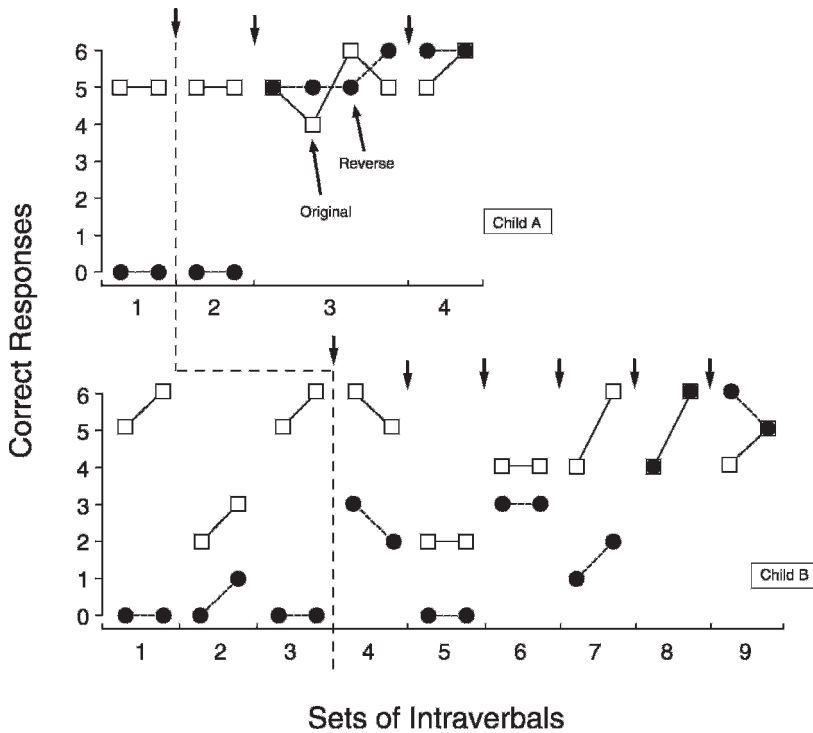 6
5
4
3
2
1
0
Reverse
Original
Child A
1 2 3 4
Correct Responses
6
5
4
3
2
1
0
Child B
1 2 3 4 5 6 7 8 9
Sets of Intraverbals